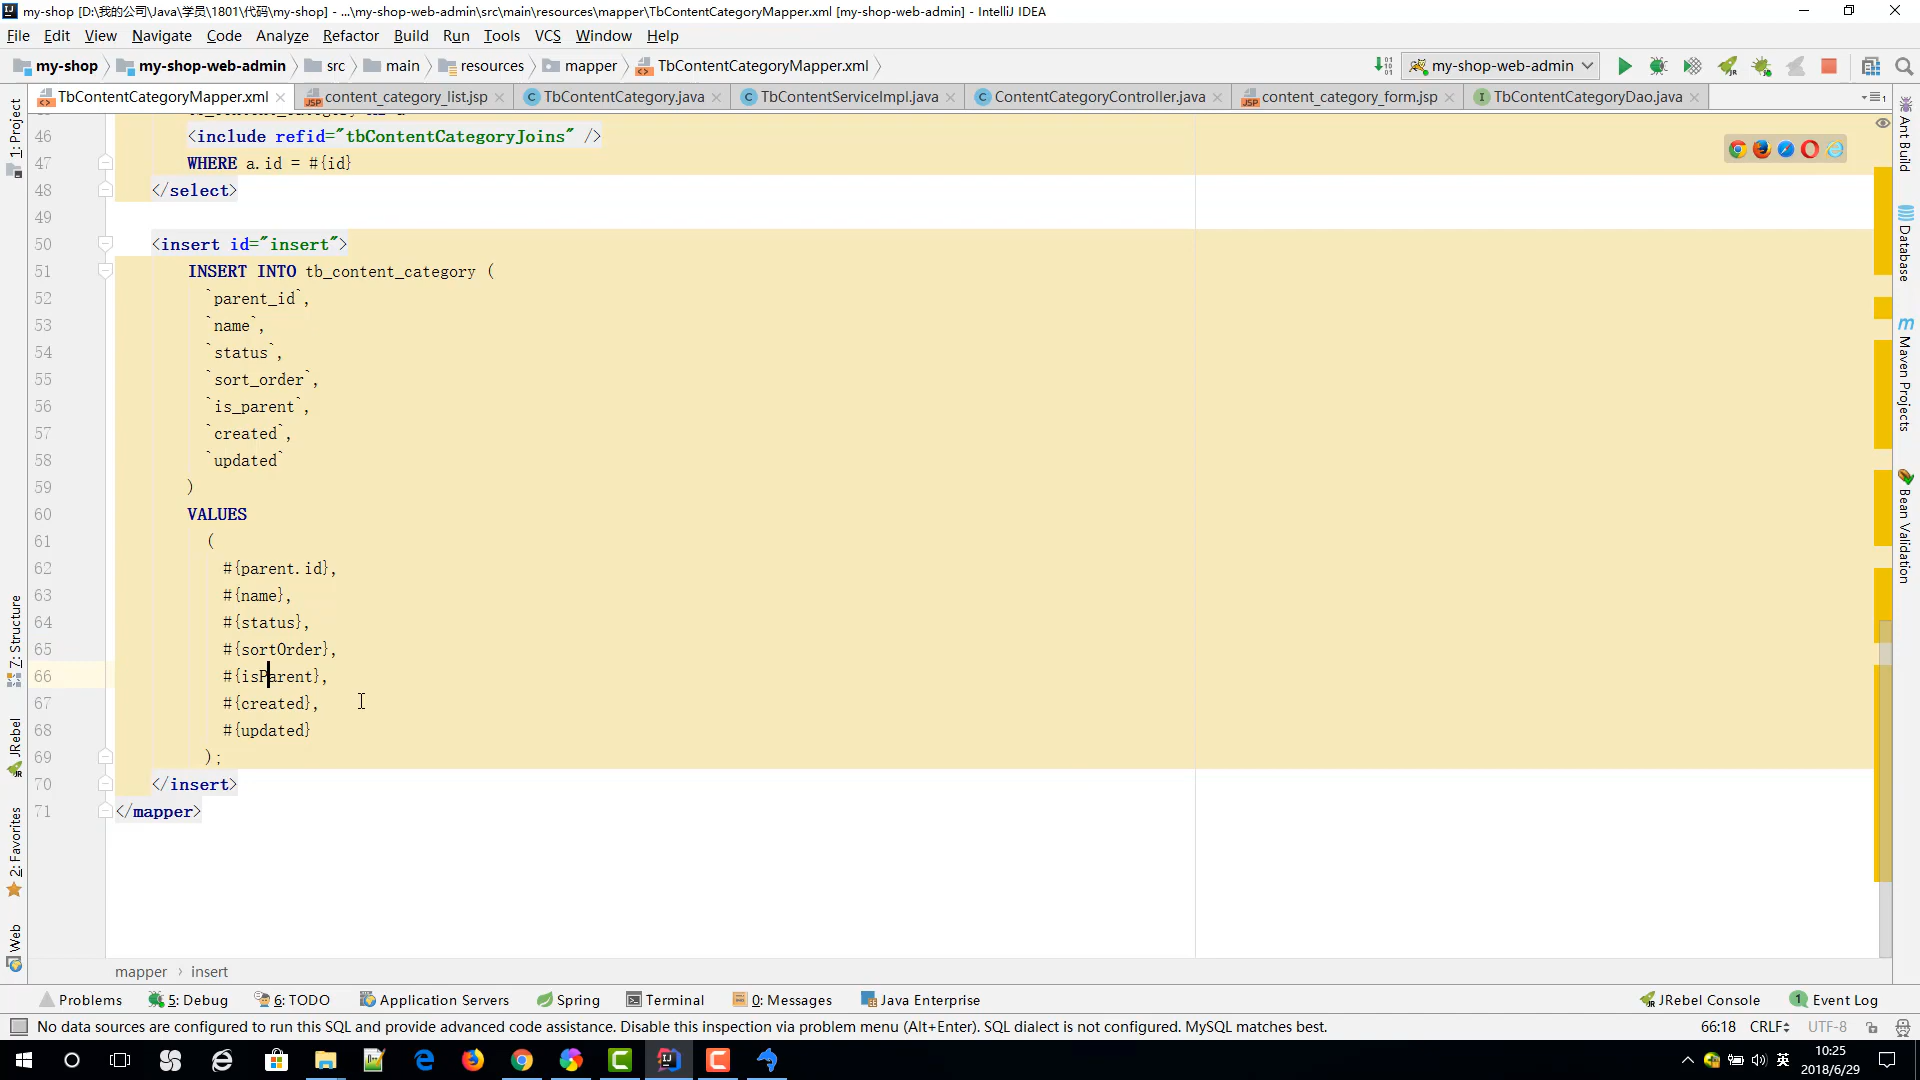 my-shop [D:\我的公司\Java\学员\1801\代码\my-shop] - ...\my-shop-web-admin\src\main\resources\mapper\TbContentCategoryMapper.xml [my-shop-web-admin] - IntelliJ IDEA
File Edit View Navigate Code Analyze Refactor Build Run Tools VCS Window Help
my-shop my-shop-web-admin src main resources mapper TbContentCategoryMapper.xml my-shop-web-admin
TbContentCategoryMapper.xml content_category_list.jsp TbContentCategory.java TbContentServiceImpl.java ContentCategoryController.java content_category_form.jsp TbContentCategoryDao.java
46 <include refid="tbContentCategoryJoins" />
47 WHERE a.id = #{id}
48 </select>
49
50 <insert id="insert">
51 INSERT INTO tb_content_category (
52 `parent_id`,
53 `name`,
54 `status`,
55 `sort_order`,
56 `is_parent`,
57 `created`,
58 `updated`
59 )
60 VALUES
61 (
62 #{parent.id},
63 #{name},
64 #{status},
65 #{sortOrder},
66 #{isParent},
67 #{created},
68 #{updated}
69 );
70 </insert>
71 </mapper>
1: Project
7: Structure
JRebel
2: Favorites
Web
Ant Build
Database
Maven Projects
Bean Validation
mapper › insert
Problems 5: Debug 6: TODO Application Servers Spring Terminal 0: Messages Java Enterprise JRebel Console 1 Event Log
No data sources are configured to run this SQL and provide advanced code assistance. Disable this inspection via problem menu (Alt+Enter). SQL dialect is not configured. MySQL matches best. 66:18 CRLF UTF-8
英 10:25
2018/6/29